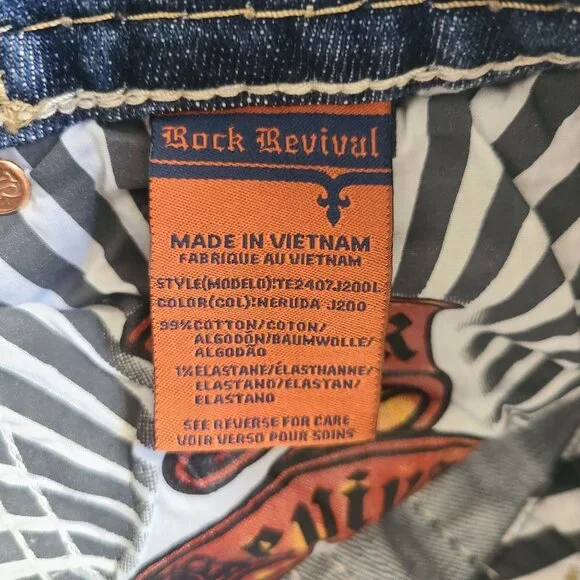 Rock Revival
MADE IN VIETNAM
FABRIQUE AU VIETNAM
STYLE(MODELO):TE2407J200L
COLOR(COL):NERUDA J200
99%COTTON/COTON/
ALGODÓN/BAUMWOLLE/
ALGODÃO
1%ELASTANE/ÉLASTHANNE/
ELASTANO/ELASTAN/
ELASTANO
SEE REVERSE FOR CARE
VOIR VERSO POUR SOINS